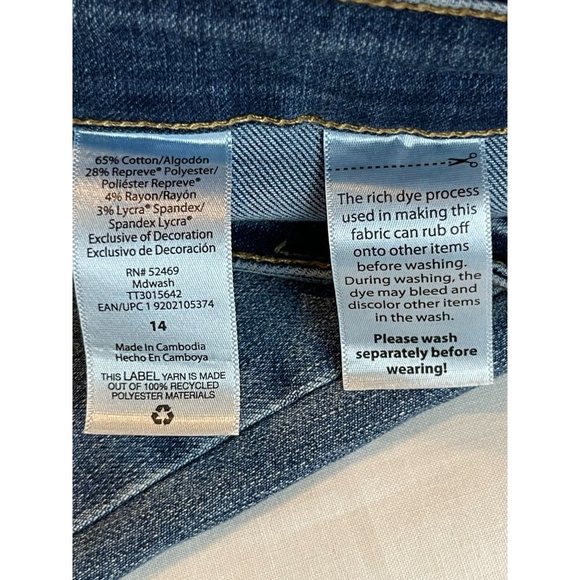 65% Cotton/Algodón
28% Repreve® Polyester/
Poliéster Repreve®
4% Rayon/Rayón
3% Lycra® Spandex/
Spandex Lycra®
Exclusive of Decoration
Exclusivo de Decoración
RN# 52469
Mdwash
TT3015642
EAN/UPC 1 9202105374
14
Made In Cambodia
Hecho En Camboya
THIS LABEL YARN IS MADE
OUT OF 100% RECYCLED
POLYESTER MATERIALS
The rich dye process
used in making this
fabric can rub off
onto other items
before washing.
During washing, the
dye may bleed and
discolor other items
in the wash.
Please wash
separately before
wearing!